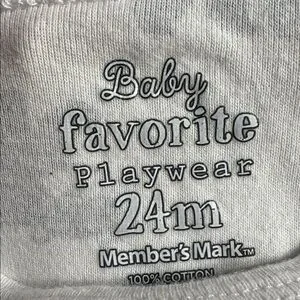 Baby
favorite
Playwear
24m
Member's Mark™
100% COTTON